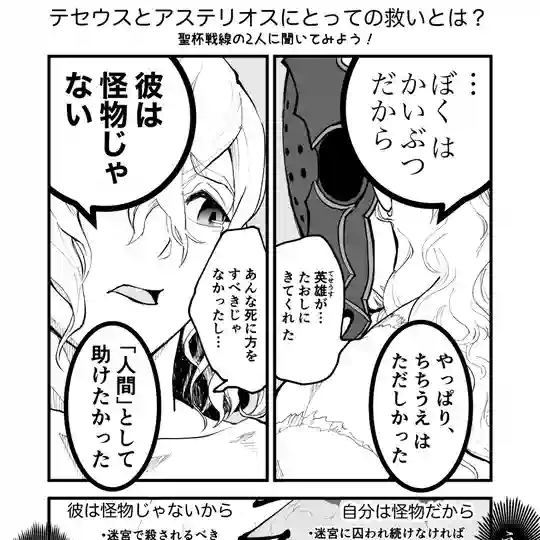 テセウスとアステリオスにとっての救いとは？
聖杯戦線の2人に聞いてみよう！
…
ぼくは
かいぶつ
だから
英雄が…
てせうす
たおしに
きてくれた
やっぱり、
ちちうえは
ただしかった
彼は
怪物じゃ
ない
あんな死に方を
すべきじゃ
なかったし…
「人間」として
助けたかった
自分は怪物だから
・迷宮に囚われ続けなければ
彼は怪物じゃないから
・迷宮で殺されるべき